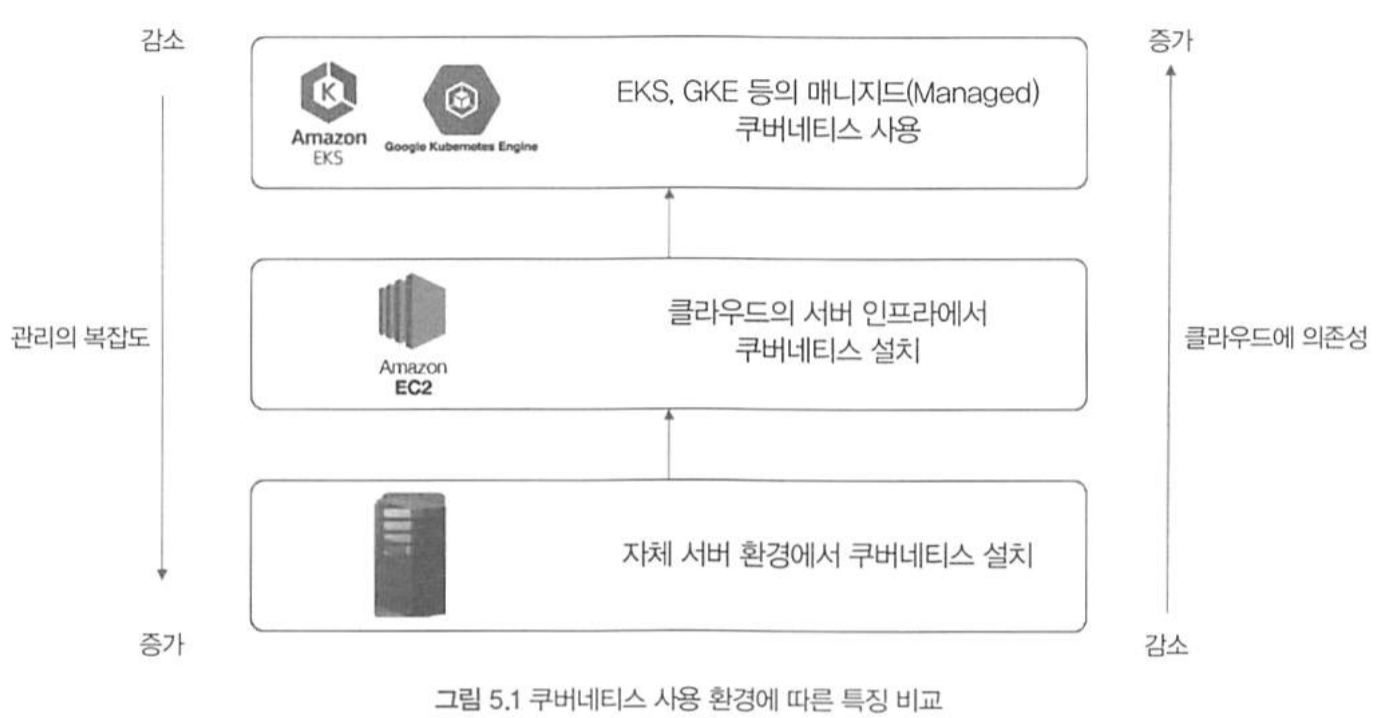 감소
증가
K
Amazon
EKS
Google Kubernetes Engine
EKS, GKE 등의 매니지드(Managed)
쿠버네티스 사용
관리의 복잡도
Amazon
EC2
클라우드의 서버 인프라에서
쿠버네티스 설치
클라우드에 의존성
자체 서버 환경에서 쿠버네티스 설치
증가
감소
그림 5.1 쿠버네티스 사용 환경에 따른 특징 비교